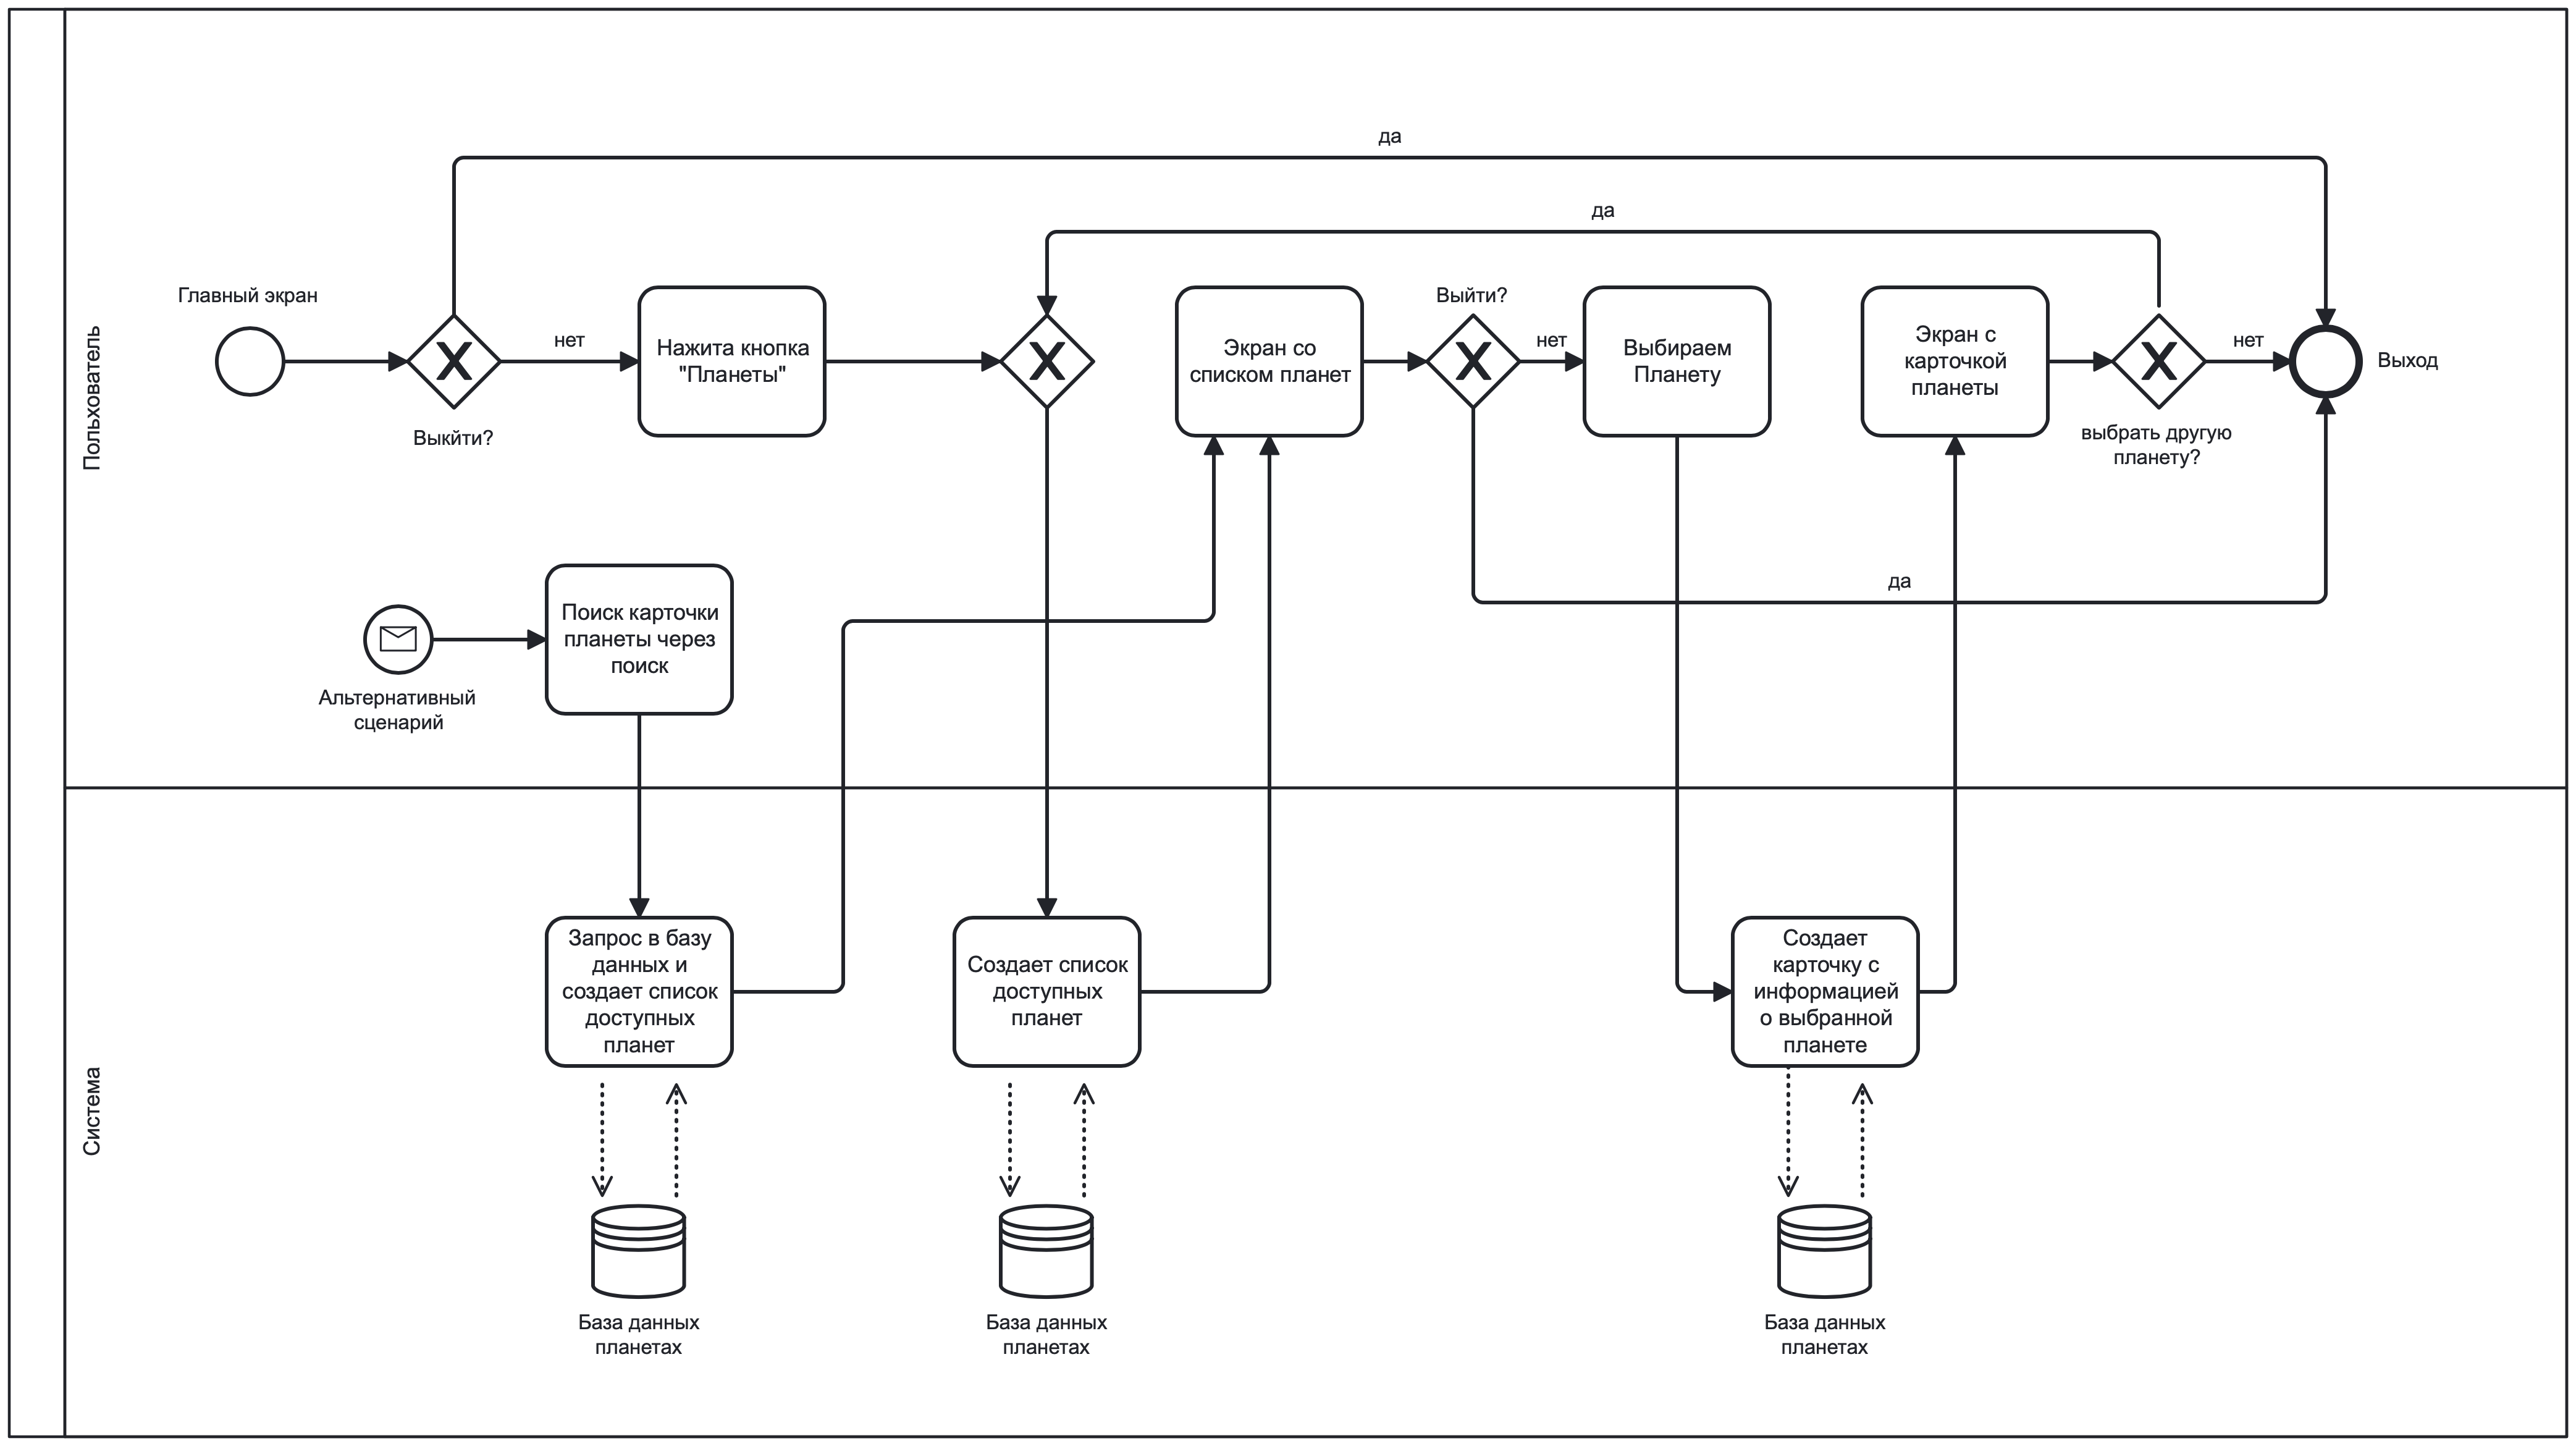 да
да
Главный экран
Выйти?
нет
Нажита кнопка
"Планеты"
Экран со
списком планет
нет
Выбираем
Планету
Экран с
карточкой
планеты
нет
Выход
Выкйти?
выбрать другую
планету?
Польхователь
да
Поиск карточки
планеты через
поиск
Альтернативный
сценарий
Запрос в базу
данных и
создает список
доступных
планет
Создает список
доступных
планет
Создает
карточку с
информацией
о выбранной
планете
Система
База данных
планетах
База данных
планетах
База данных
планетах